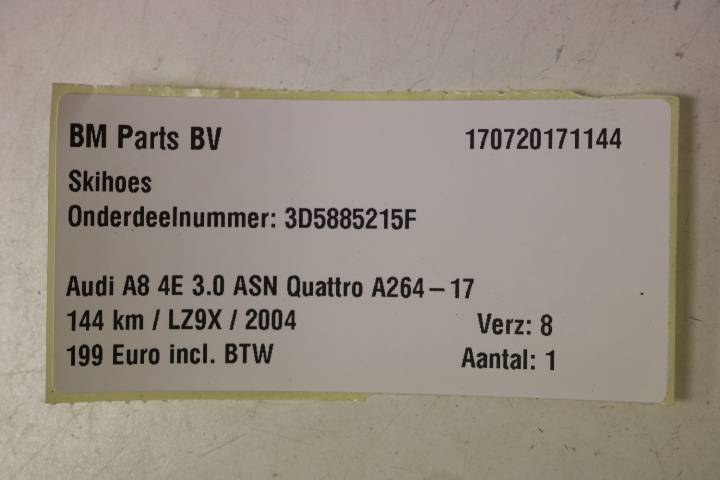 BM Parts BV 170720171144
Skihoes
Onderdeelnummer: 3D5885215F
Audi A8 4E 3.0 ASN Quattro A264-17
144 km / LZ9X / 2004 Verz: 8
199 Euro incl. BTW Aantal: 1